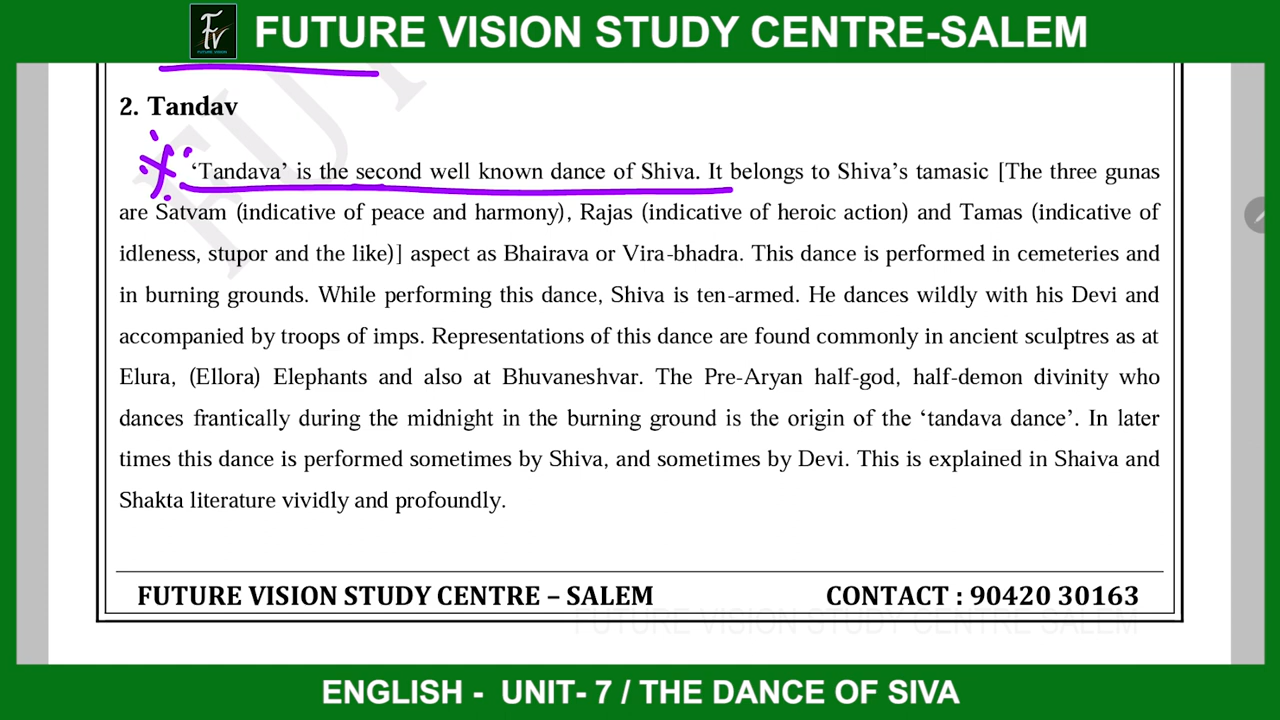 FV
FUTURE VISION
FUTURE VISION STUDY CENTRE-SALEM
2. Tandav
‘Tandava’ is the second well known dance of Shiva. It belongs to Shiva’s tamasic [The three gunas
are Satvam (indicative of peace and harmony), Rajas (indicative of heroic action) and Tamas (indicative of
idleness, stupor and the like)] aspect as Bhairava or Vira-bhadra. This dance is performed in cemeteries and
in burning grounds. While performing this dance, Shiva is ten-armed. He dances wildly with his Devi and
accompanied by troops of imps. Representations of this dance are found commonly in ancient sculptres as at
Elura, (Ellora) Elephants and also at Bhuvaneshvar. The Pre-Aryan half-god, half-demon divinity who
dances frantically during the midnight in the burning ground is the origin of the ‘tandava dance’. In later
times this dance is performed sometimes by Shiva, and sometimes by Devi. This is explained in Shaiva and
Shakta literature vividly and profoundly.
FUTURE VISION STUDY CENTRE – SALEM CONTACT : 90420 30163
FUTURE VISION STUDY CENTRE SALEM
ENGLISH - UNIT- 7 / THE DANCE OF SIVA